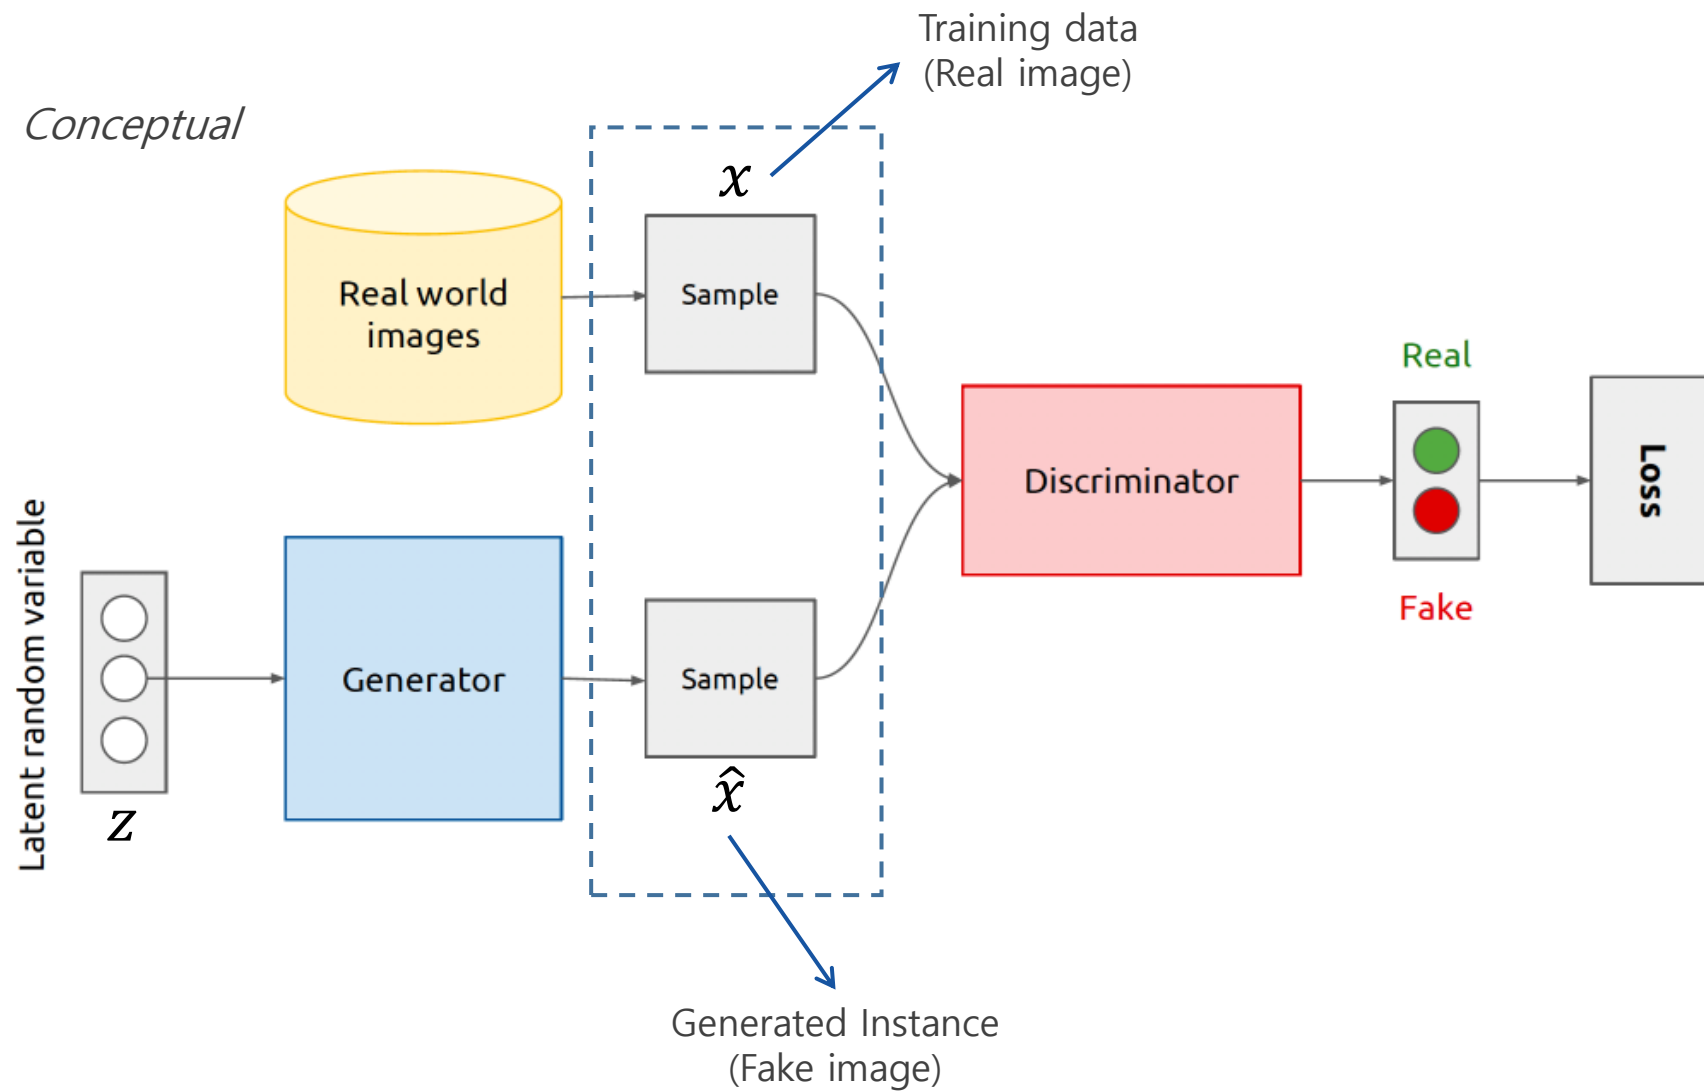 Training data
(Real image)
Conceptual
x
Real world
images
Sample
Real
Discriminator
Loss
Fake
Latent random variable
Generator
Sample
z
x̂
Generated Instance
(Fake image)